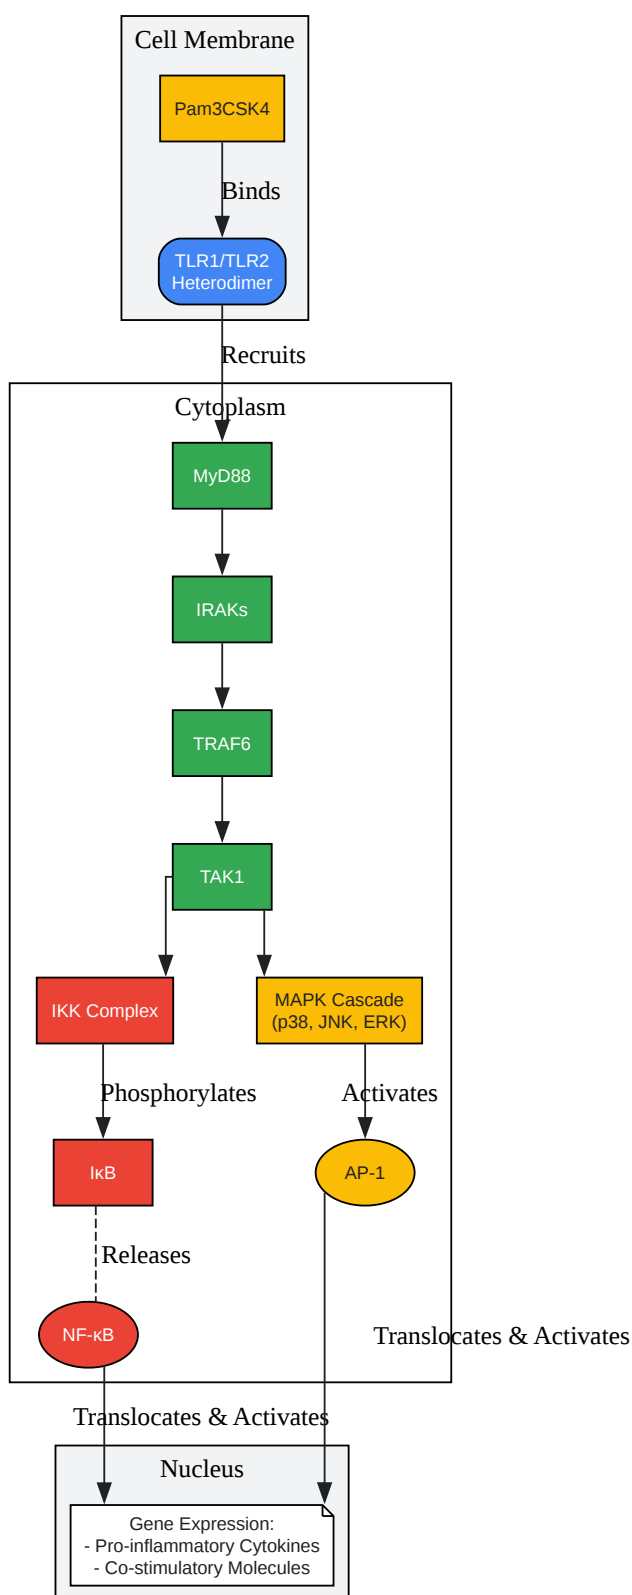 Cell Membrane
Pam3CSK4
Binds
TLR1/TLR2
Heterodimer
Recruits
Cytoplasm
MyD88
IRAKs
TRAF6
TAK1
IKK Complex
MAPK Cascade
(p38, JNK, ERK)
Phosphorylates
Activates
IκB
AP-1
Releases
NF-κB
Translocates & Activates
Translocates & Activates
Nucleus
Gene Expression:
- Pro-inflammatory Cytokines
- Co-stimulatory Molecules